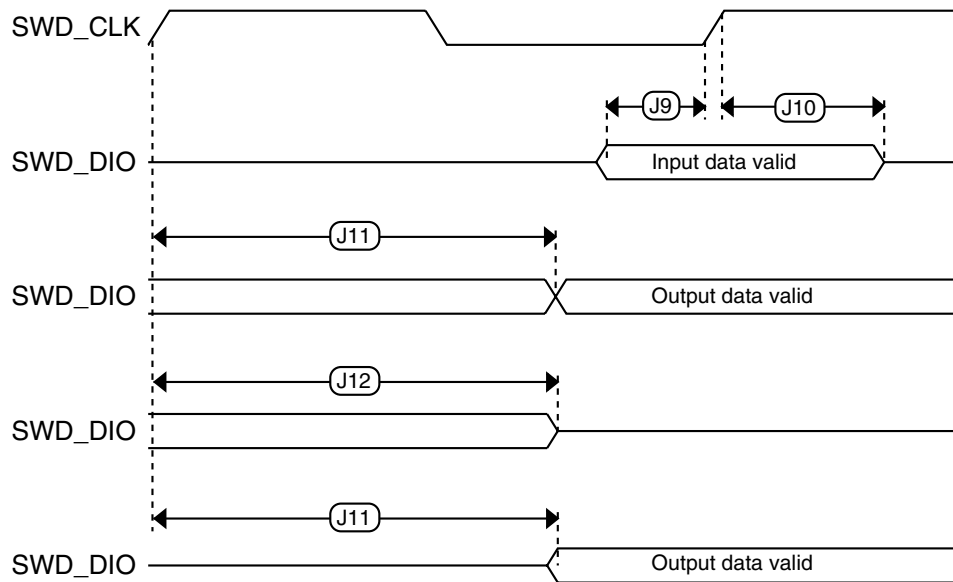 SWD_CLK
J9
J10
SWD_DIO
Input data valid
J11
SWD_DIO
Output data valid
J12
SWD_DIO
J11
SWD_DIO
Output data valid